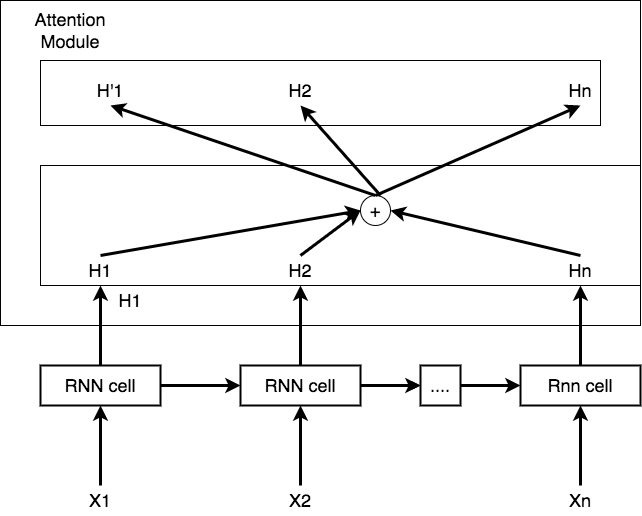 Attention
Module
H'1 H2 Hn
+
H1 H2 Hn
H1
RNN cell RNN cell .... Rnn cell
X1 X2 Xn